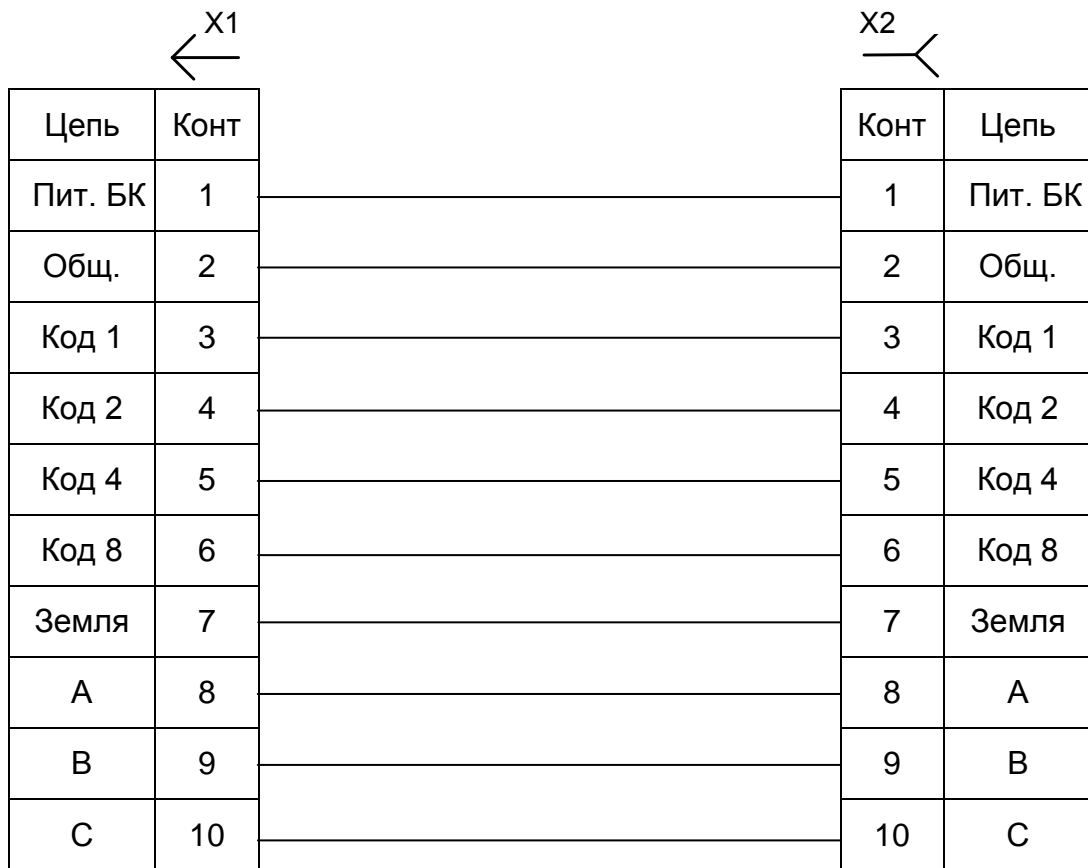 X1 X2
Цепь Конт Конт Цепь
Пит. БК 1 1 Пит. БК
Общ. 2 2 Общ.
Код 1 3 3 Код 1
Код 2 4 4 Код 2
Код 4 5 5 Код 4
Код 8 6 6 Код 8
Земля 7 7 Земля
А 8 8 А
В 9 9 В
С 10 10 С